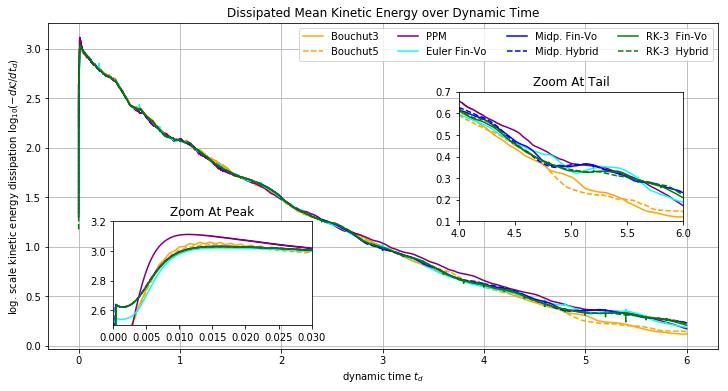 Dissipated Mean Kinetic Energy over Dynamic Time
Bouchut3 PPM Midp. Fin-Vo RK-3 Fin-Vo
Bouchut5 Euler Fin-Vo Midp. Hybrid RK-3 Hybrid
log. scale kinetic energy dissipation log₁₀(−d𝒦/dt_d)
3.0
2.5
2.0
1.5
1.0
0.5
0.0
Zoom At Tail
0.7
0.6
0.5
0.4
0.3
0.2
0.1
4.0 4.5 5.0 5.5 6.0
Zoom At Peak
3.2
3.0
2.8
2.6
0.000 0.005 0.010 0.015 0.020 0.025 0.030
0 1 2 3 4 5 6
dynamic time t_d